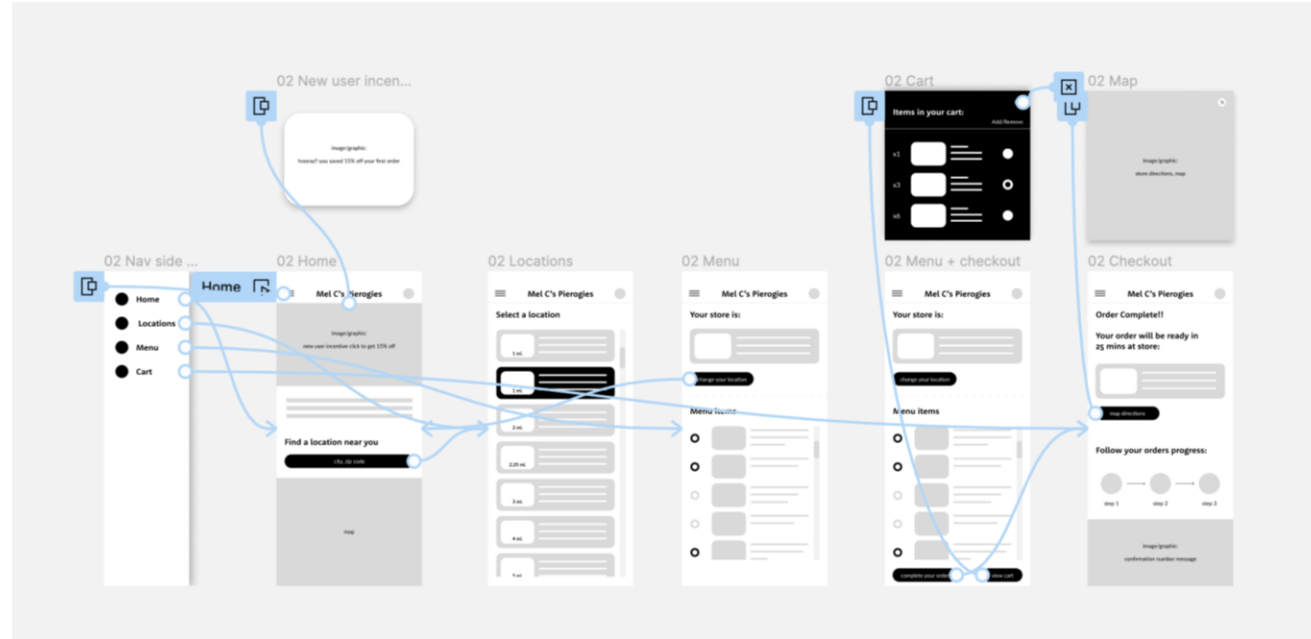 02 New user incen...
image/graphic:
hooray!! you saved 15% off your first order
02 Cart
Items in your cart:
Add/Remove
x1
x3
x6
02 Map
image/graphic:
store directions, map
02 Nav side ...
Home
Locations
Menu
Cart
Home
02 Home
Mel C's Pierogies
image/graphic:
new user incentive click to get 15% off
Find a location near you
city, zip code
map
02 Locations
Mel C's Pierogies
Select a location
1 mi.
1 mi.
2 mi.
2.25 mi.
3 mi.
4 mi.
02 Menu
Mel C's Pierogies
Your store is:
change your location
Menu items
02 Menu + checkout
Mel C's Pierogies
Your store is:
change your location
Menu items
complete your order
view cart
02 Checkout
Mel C's Pierogies
Order Complete!!
Your order will be ready in
25 mins at store:
map directions
Follow your orders progress:
step 1
step 2
step 3
image/graphic:
confirmation number message